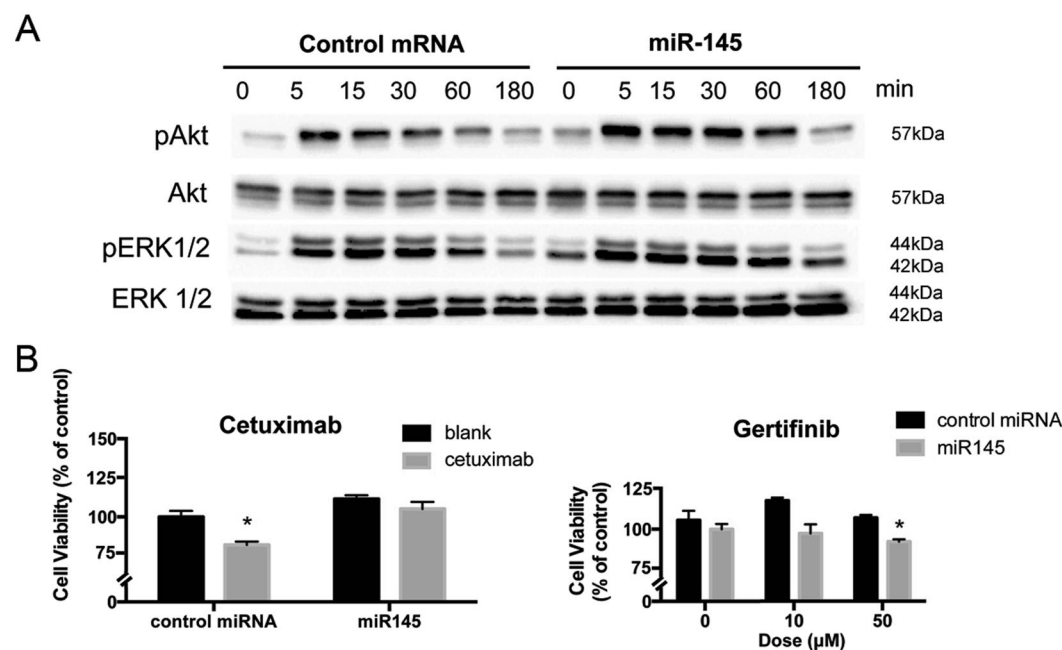 A
Control mRNA miR-145
0 5 15 30 60 180 0 5 15 30 60 180 min
pAkt 57kDa
Akt 57kDa
pERK1/2 44kDa
42kDa
ERK 1/2 44kDa
42kDa
B
Cetuximab
Cell Viability (% of control)
150
100
75
0
blank
cetuximab
*
control miRNA miR145
Gertifinib
Cell Viability
(% of control)
125
100
75
0
control miRNA
miR145
*
0 10 50
Dose (µM)